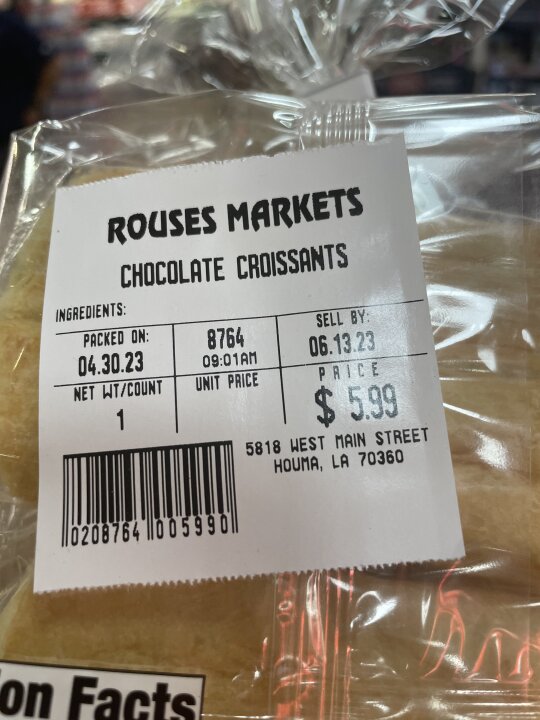 ROUSES MARKETS
CHOCOLATE CROISSANTS
INGREDIENTS:
PACKED ON:
04.30.23
8764
09:01AM
SELL BY:
06.13.23
NET WT/COUNT
1
UNIT PRICE
PRICE
$ 5.99
5818 WEST MAIN STREET
HOUMA, LA 70360
0208764 005990
on Facts